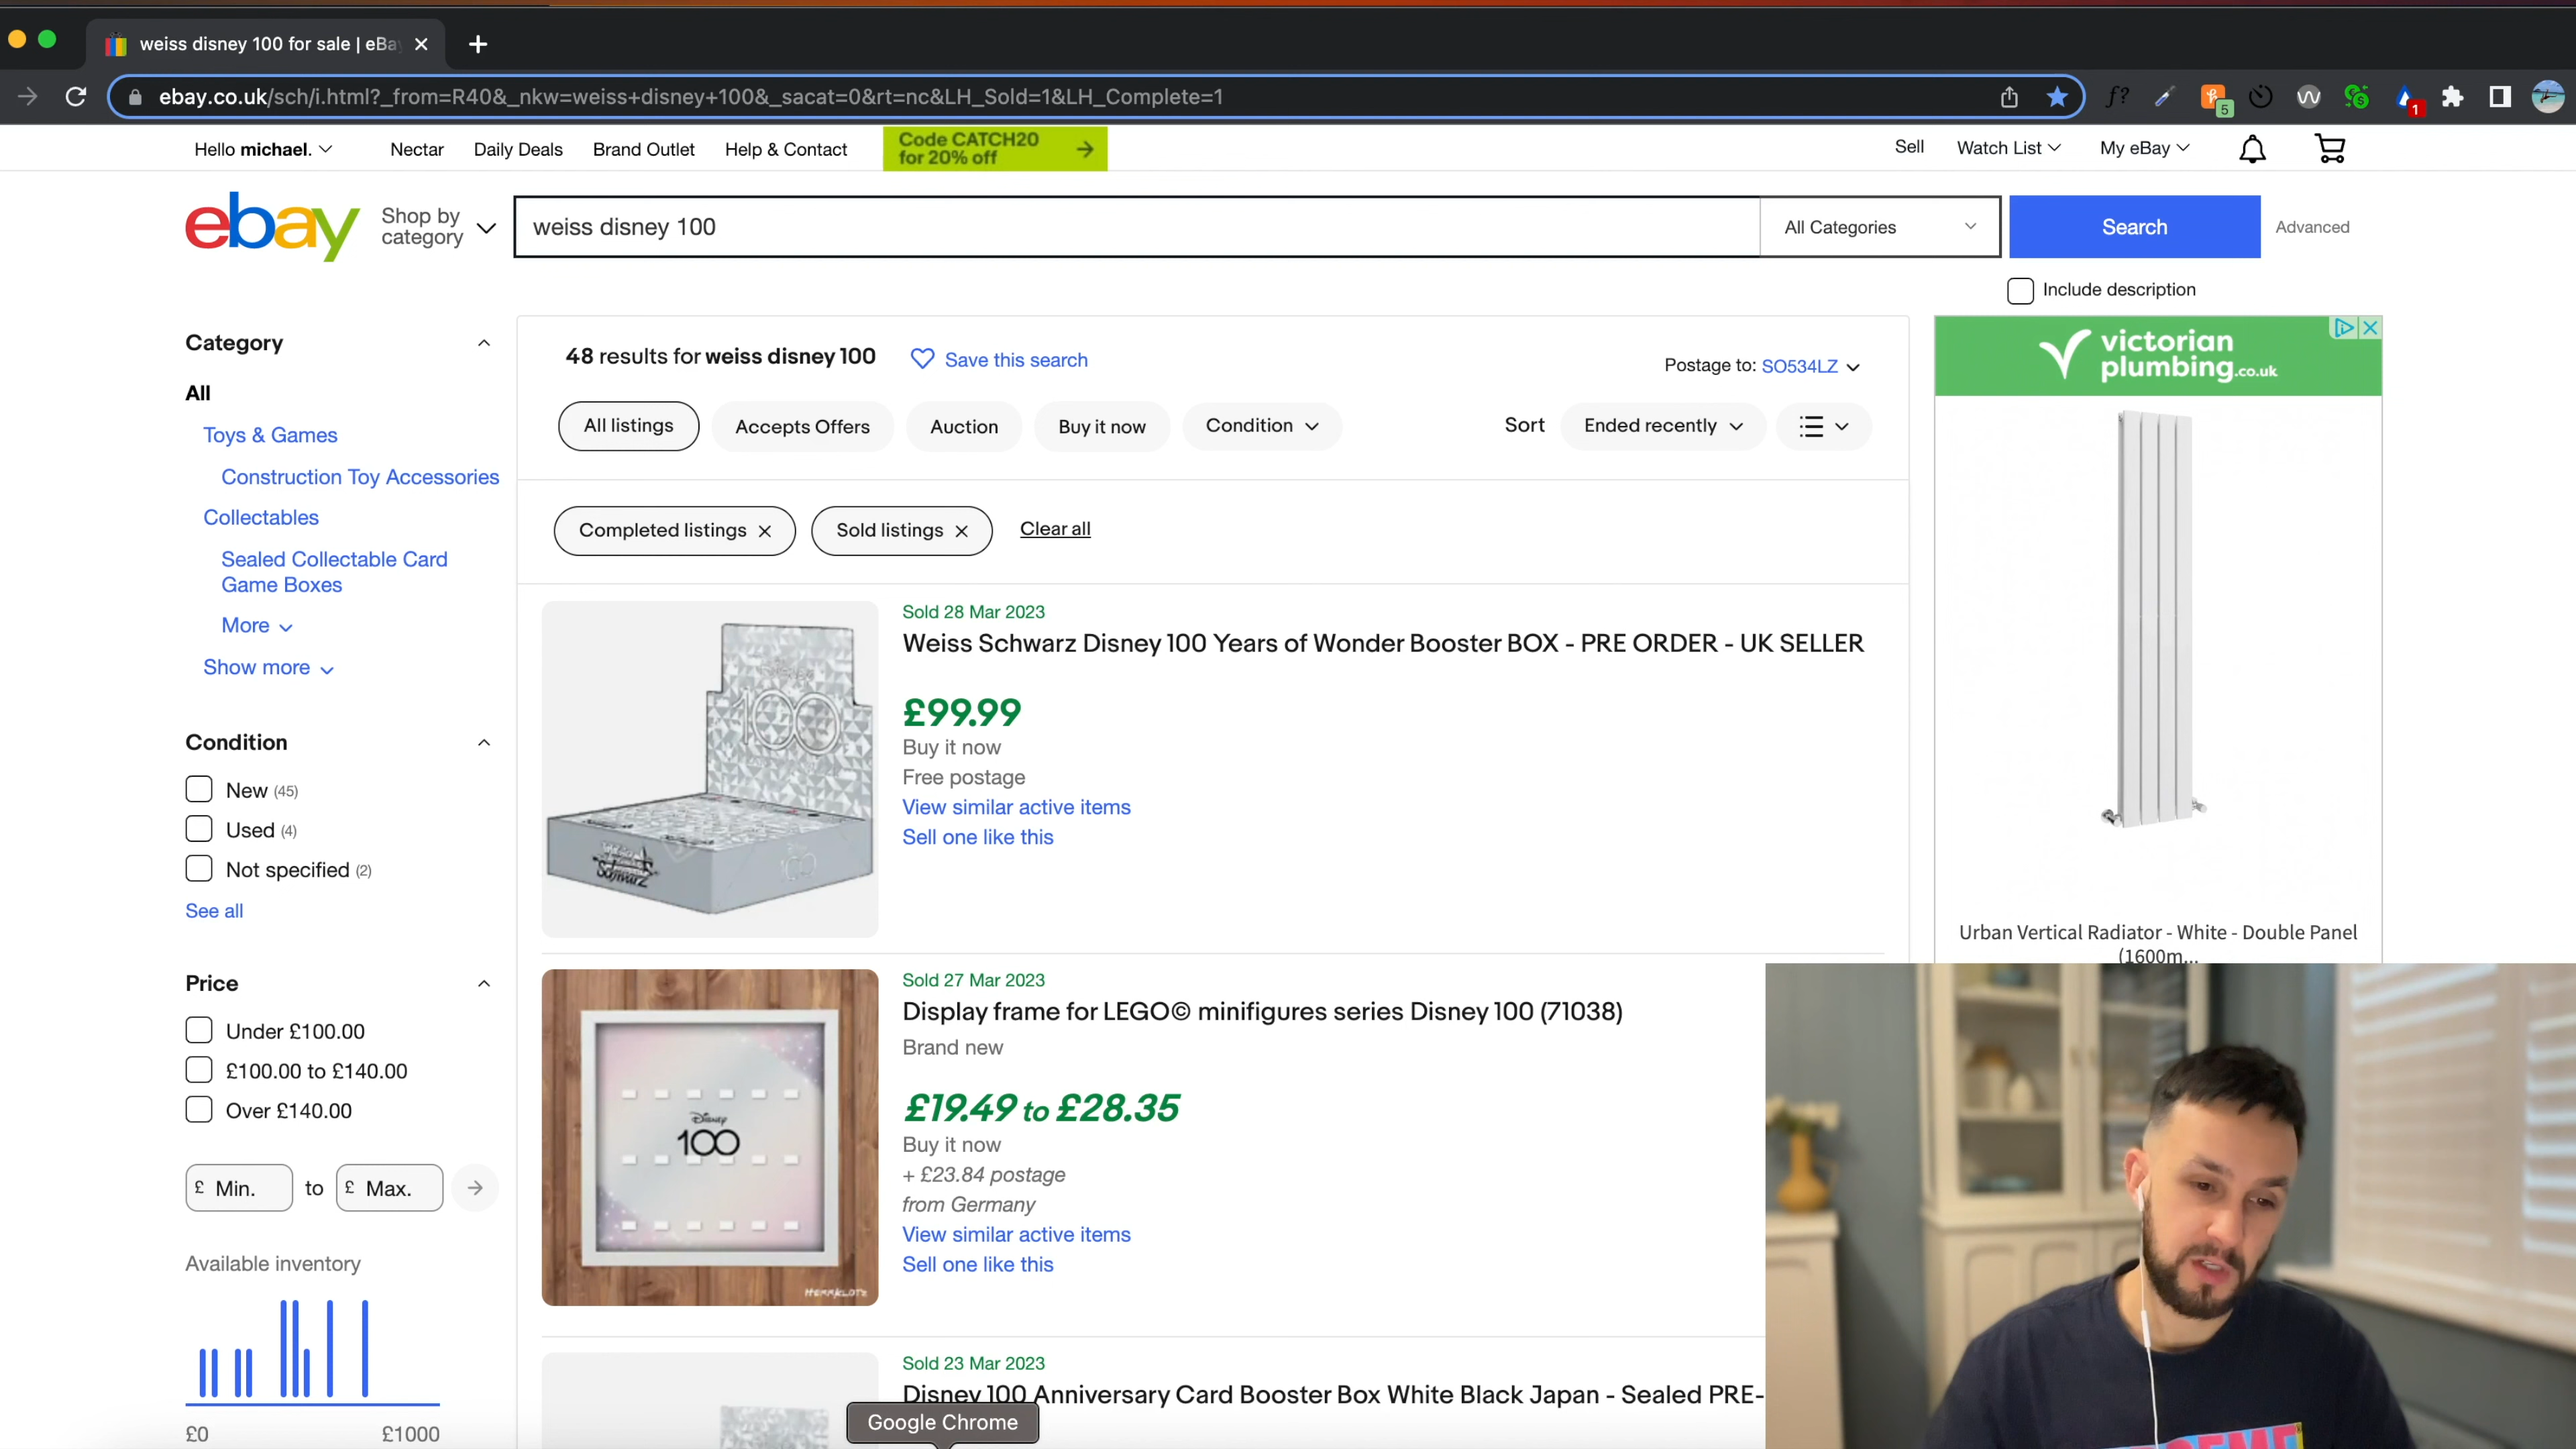 weiss disney 100 for sale | eBa
ebay.co.uk/sch/i.html?_from=R40&_nkw=weiss+disney+100&_sacat=0&rt=nc&LH_Sold=1&LH_Complete=1
f?
5
1
Hello michael.
Nectar
Daily Deals
Brand Outlet
Help & Contact
Code CATCH20
for 20% off
Sell
Watch List
My eBay
ebay
Shop by
category
weiss disney 100
All Categories
Search
Advanced
Include description
Category
All
Toys & Games
Construction Toy Accessories
Collectables
Sealed Collectable Card
Game Boxes
More
Show more
Condition
New (45)
Used (4)
Not specified (2)
See all
Price
Under £100.00
£100.00 to £140.00
Over £140.00
£ Min. to £ Max.
Available inventory
£0 £1000
48 results for weiss disney 100
Save this search
Postage to: SO534LZ
All listings
Accepts Offers
Auction
Buy it now
Condition
Sort
Ended recently
Completed listings
Sold listings
Clear all
100
Schwarz
100
Sold 28 Mar 2023
Weiss Schwarz Disney 100 Years of Wonder Booster BOX - PRE ORDER - UK SELLER
£99.99
Buy it now
Free postage
View similar active items
Sell one like this
Disney
100
Sold 27 Mar 2023
Display frame for LEGO© minifigures series Disney 100 (71038)
Brand new
£19.49 to £28.35
Buy it now
+ £23.84 postage
from Germany
View similar active items
Sell one like this
Sold 23 Mar 2023
Disney 100 Anniversary Card Booster Box White Black Japan - Sealed PRE-
Google Chrome
victorian
plumbing.co.uk
Urban Vertical Radiator - White - Double Panel
(1600m...